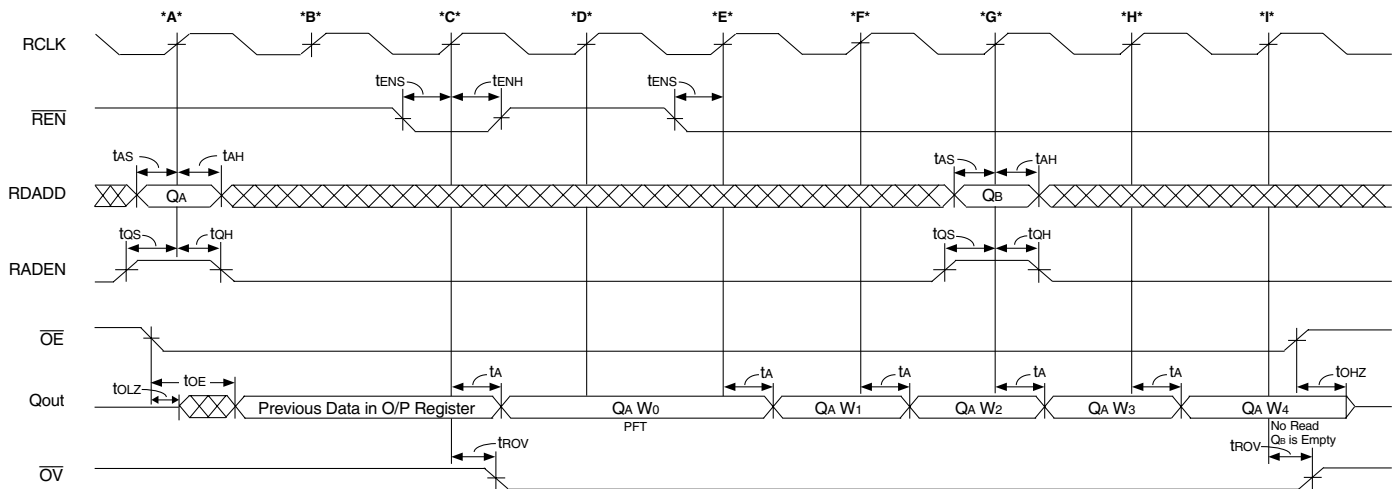 *A* *B* *C* *D* *E* *F* *G* *H* *I*
RCLK
tENS tENH tENS
REN
tAS tAH tAS tAH
RDADD QA QB
tQS tQH tQS tQH
RADEN
OE
tOLZ tOE tA tA tA tA tA tOHZ
Qout Previous Data in O/P Register QA W0 QA W1 QA W2 QA W3 QA W4
PFT No Read
QB is Empty
tROV tROV
OV